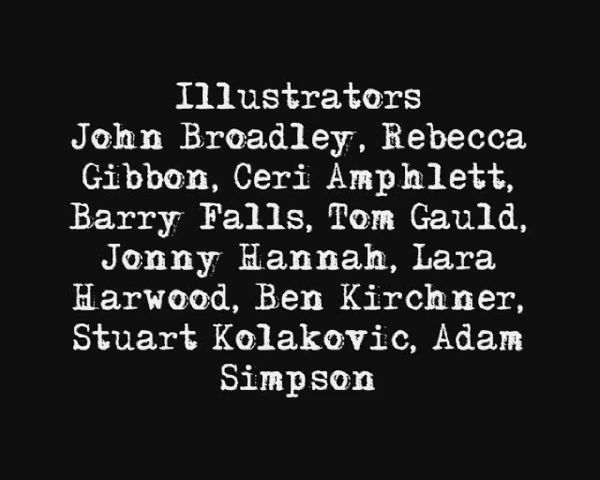 Illustrators
John Broadley, Rebecca
Gibbon, Ceri Amphlett,
Barry Falls, Tom Gauld,
Jonny Hannah, Lara
Harwood, Ben Kirchner,
Stuart Kolakovic, Adam
Simpson